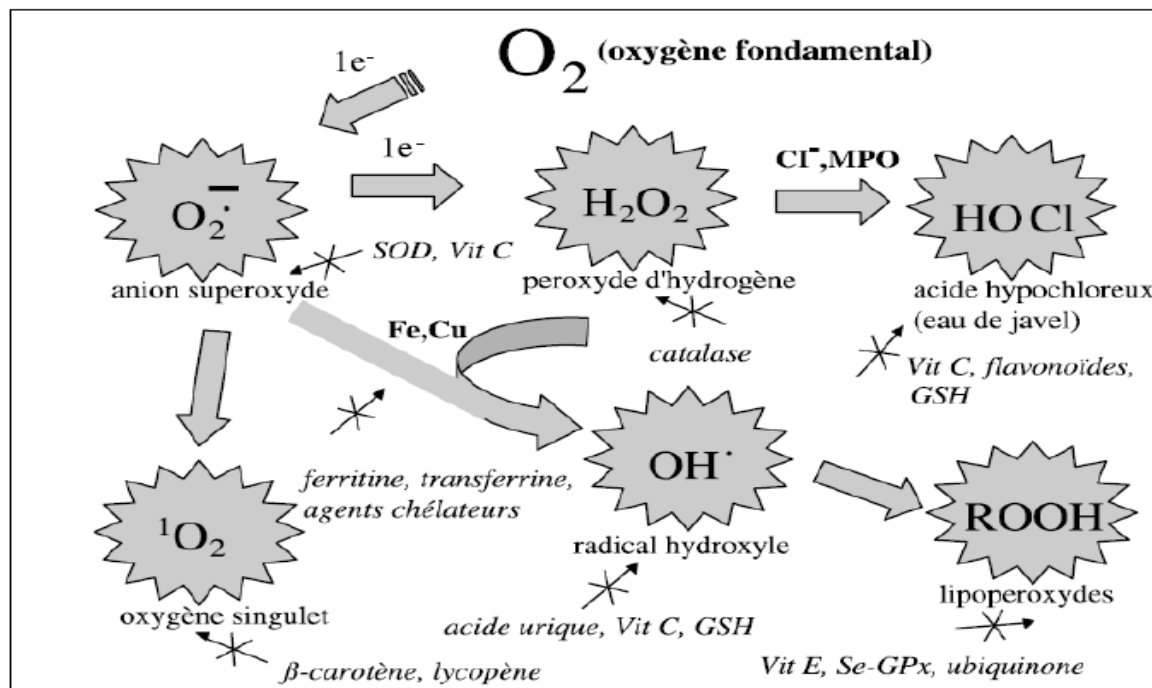 O₂ (oxygène fondamental)
1e⁻
1e⁻
Cl⁻,MPO
O₂·⁻
H₂O₂
HOCl
SOD, Vit C
anion superoxyde
peroxyde d'hydrogène
acide hypochloreux
(eau de javel)
Fe,Cu
catalase
Vit C, flavonoïdes,
GSH
OH·
ferritine, transferrine,
agents chélateurs
¹O₂
ROOH
radical hydroxyle
oxygène singulet
lipoperoxydes
acide urique, Vit C, GSH
β-carotène, lycopène
Vit E, Se-GPx, ubiquinone